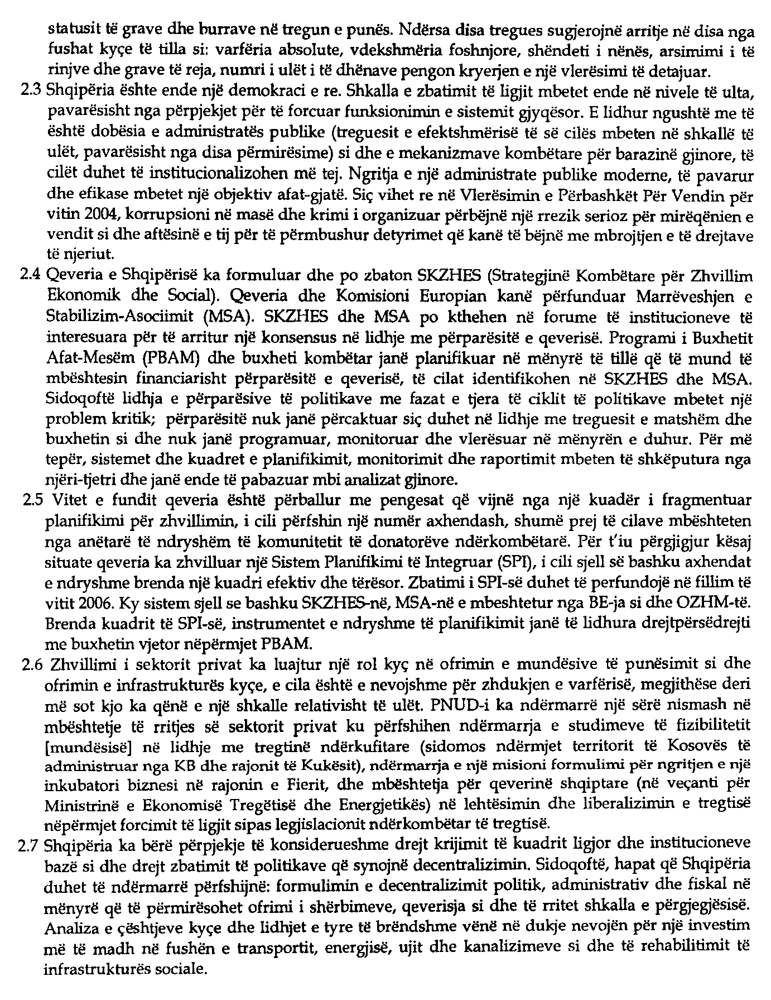 statusit të grave dhe burrave në tregun e punës. Ndërsa disa tregues sugjerojnë arritje në disa nga
fushat kyçe të tilla si: varfëria absolute, vdekshmëria foshnjore, shëndeti i nënës, arsimimi i të
rinjve dhe grave të reja, numri i ulët i të dhënave pengon kryerjen e një vlerësimi të detajuar.
2.3 Shqipëria është ende një demokraci e re. Shkalla e zbatimit të ligjit mbetet ende në nivele të ulta,
pavarësisht nga përpjekjet për të forcuar funksionimin e sistemit gjyqësor. E lidhur ngushtë me të
është dobësia e administratës publike (treguesit e efektshmërisë të së cilës mbeten në shkallë të
ulët, pavarësisht nga disa përmirësime) si dhe e mekanizmave kombëtare për barazinë gjinore, të
cilët duhet të institucionalizohen më tej. Ngritja e një administrate publike moderne, të pavarur
dhe efikase mbetet një objektiv afat-gjatë. Siç vihet re në Vlerësimin e Përbashkët Për Vendin për
vitin 2004, korrupsioni në masë dhe krimi i organizuar përbëjnë një rrezik serioz për mirëqënien e
vendit si dhe aftësinë e tij për të përmbushur detyrimet që kanë të bëjnë me mbrojtjen e të drejtave
të njeriut.
2.4 Qeveria e Shqipërisë ka formuluar dhe po zbaton SKZHES (Strategjinë Kombëtare për Zhvillim
Ekonomik dhe Social). Qeveria dhe Komisioni Europian kanë përfunduar Marrëveshjen e
Stabilizim-Asociimit (MSA). SKZHES dhe MSA po kthehen në forume të institucioneve të
interesuara për të arritur një konsensus në lidhje me përparësitë e qeverisë. Programi i Buxhetit
Afat-Mesëm (PBAM) dhe buxheti kombëtar janë planifikuar në mënyrë të tillë që të mund të
mbështesin financiarisht përparësitë e qeverisë, të cilat identifikohen në SKZHES dhe MSA.
Sidoqoftë lidhja e përparësive të politikave me fazat e tjera të ciklit të politikave mbetet një
problem kritik; përparësitë nuk janë përcaktuar siç duhet në lidhje me treguesit e matshëm dhe
buxhetin si dhe nuk janë programuar, monitoruar dhe vlerësuar në mënyrën e duhur. Për më
tepër, sistemet dhe kuadret e planifikimit, monitorimit dhe raportimit mbeten të shkëputura nga
njëri-tjetri dhe janë ende të pabazuar mbi analizat gjinore.
2.5 Vitet e fundit qeveria është përballur me pengesat që vijnë nga një kuadër i fragmentuar
planifikimi për zhvillimin, i cili përfshin një numër axhendash, shumë prej të cilave mbështeten
nga anëtarë të ndryshëm të komunitetit të donatorëve ndërkombëtarë. Për t'iu përgjigjur kësaj
situate qeveria ka zhvilluar një Sistem Planifikimi të Integruar (SPI), i cili sjell së bashku axhendat
e ndryshme brenda një kuadri efektiv dhe tërësor. Zbatimi i SPI-së duhet të perfundojë në fillim të
vitit 2006. Ky sistem sjell se bashku SKZHES-në, MSA-në e mbeshtetur nga BE-ja si dhe OZHM-të.
Brenda kuadrit të SPI-së, instrumentet e ndryshme të planifikimit janë të lidhura drejtpërsëdrejti
me buxhetin vjetor nëpërmjet PBAM.
2.6 Zhvillimi i sektorit privat ka luajtur një rol kyç në ofrimin e mundësive të punësimit si dhe
ofrimin e infrastrukturës kyçe, e cila është e nevojshme për zhdukjen e varfërisë, megjithëse deri
më sot kjo ka qënë e një shkalle relativisht të ulët. PNUD-i ka ndërmarrë një sërë nismash në
mbështetje të rritjes së sektorit privat ku përfshihen ndërmarrja e studimeve të fizibilitetit
[mundësisë] në lidhje me tregtinë ndërkufitare (sidomos ndërmjet territorit të Kosovës të
administruar nga KB dhe rajonit të Kukësit), ndërmarrja e një misioni formulimi për ngritjen e një
inkubatori biznesi në rajonin e Fierit, dhe mbështetja për qeverinë shqiptare (në veçanti për
Ministrinë e Ekonomisë Tregëtisë dhe Energjetikës) në lehtësimin dhe liberalizimin e tregtisë
nëpërmjet forcimit të ligjit sipas legjislacionit ndërkombëtar të tregtisë.
2.7 Shqipëria ka bërë përpjekje të konsiderueshme drejt krijimit të kuadrit ligjor dhe institucioneve
bazë si dhe drejt zbatimit të politikave që synojnë decentralizimin. Sidoqoftë, hapat që Shqipëria
duhet të ndërmarrë përfshijnë: formulimin e decentralizimit politik, administrativ dhe fiskal në
mënyrë që të përmirësohet ofrimi i shërbimeve, qeverisja si dhe të rritet shkalla e përgjegjësisë.
Analiza e çështjeve kyçe dhe lidhjet e tyre të brëndshme vënë në dukje nevojën për një investim
më të madh në fushën e transportit, energjisë, ujit dhe kanalizimeve si dhe të rehabilitimit të
infrastrukturës sociale.